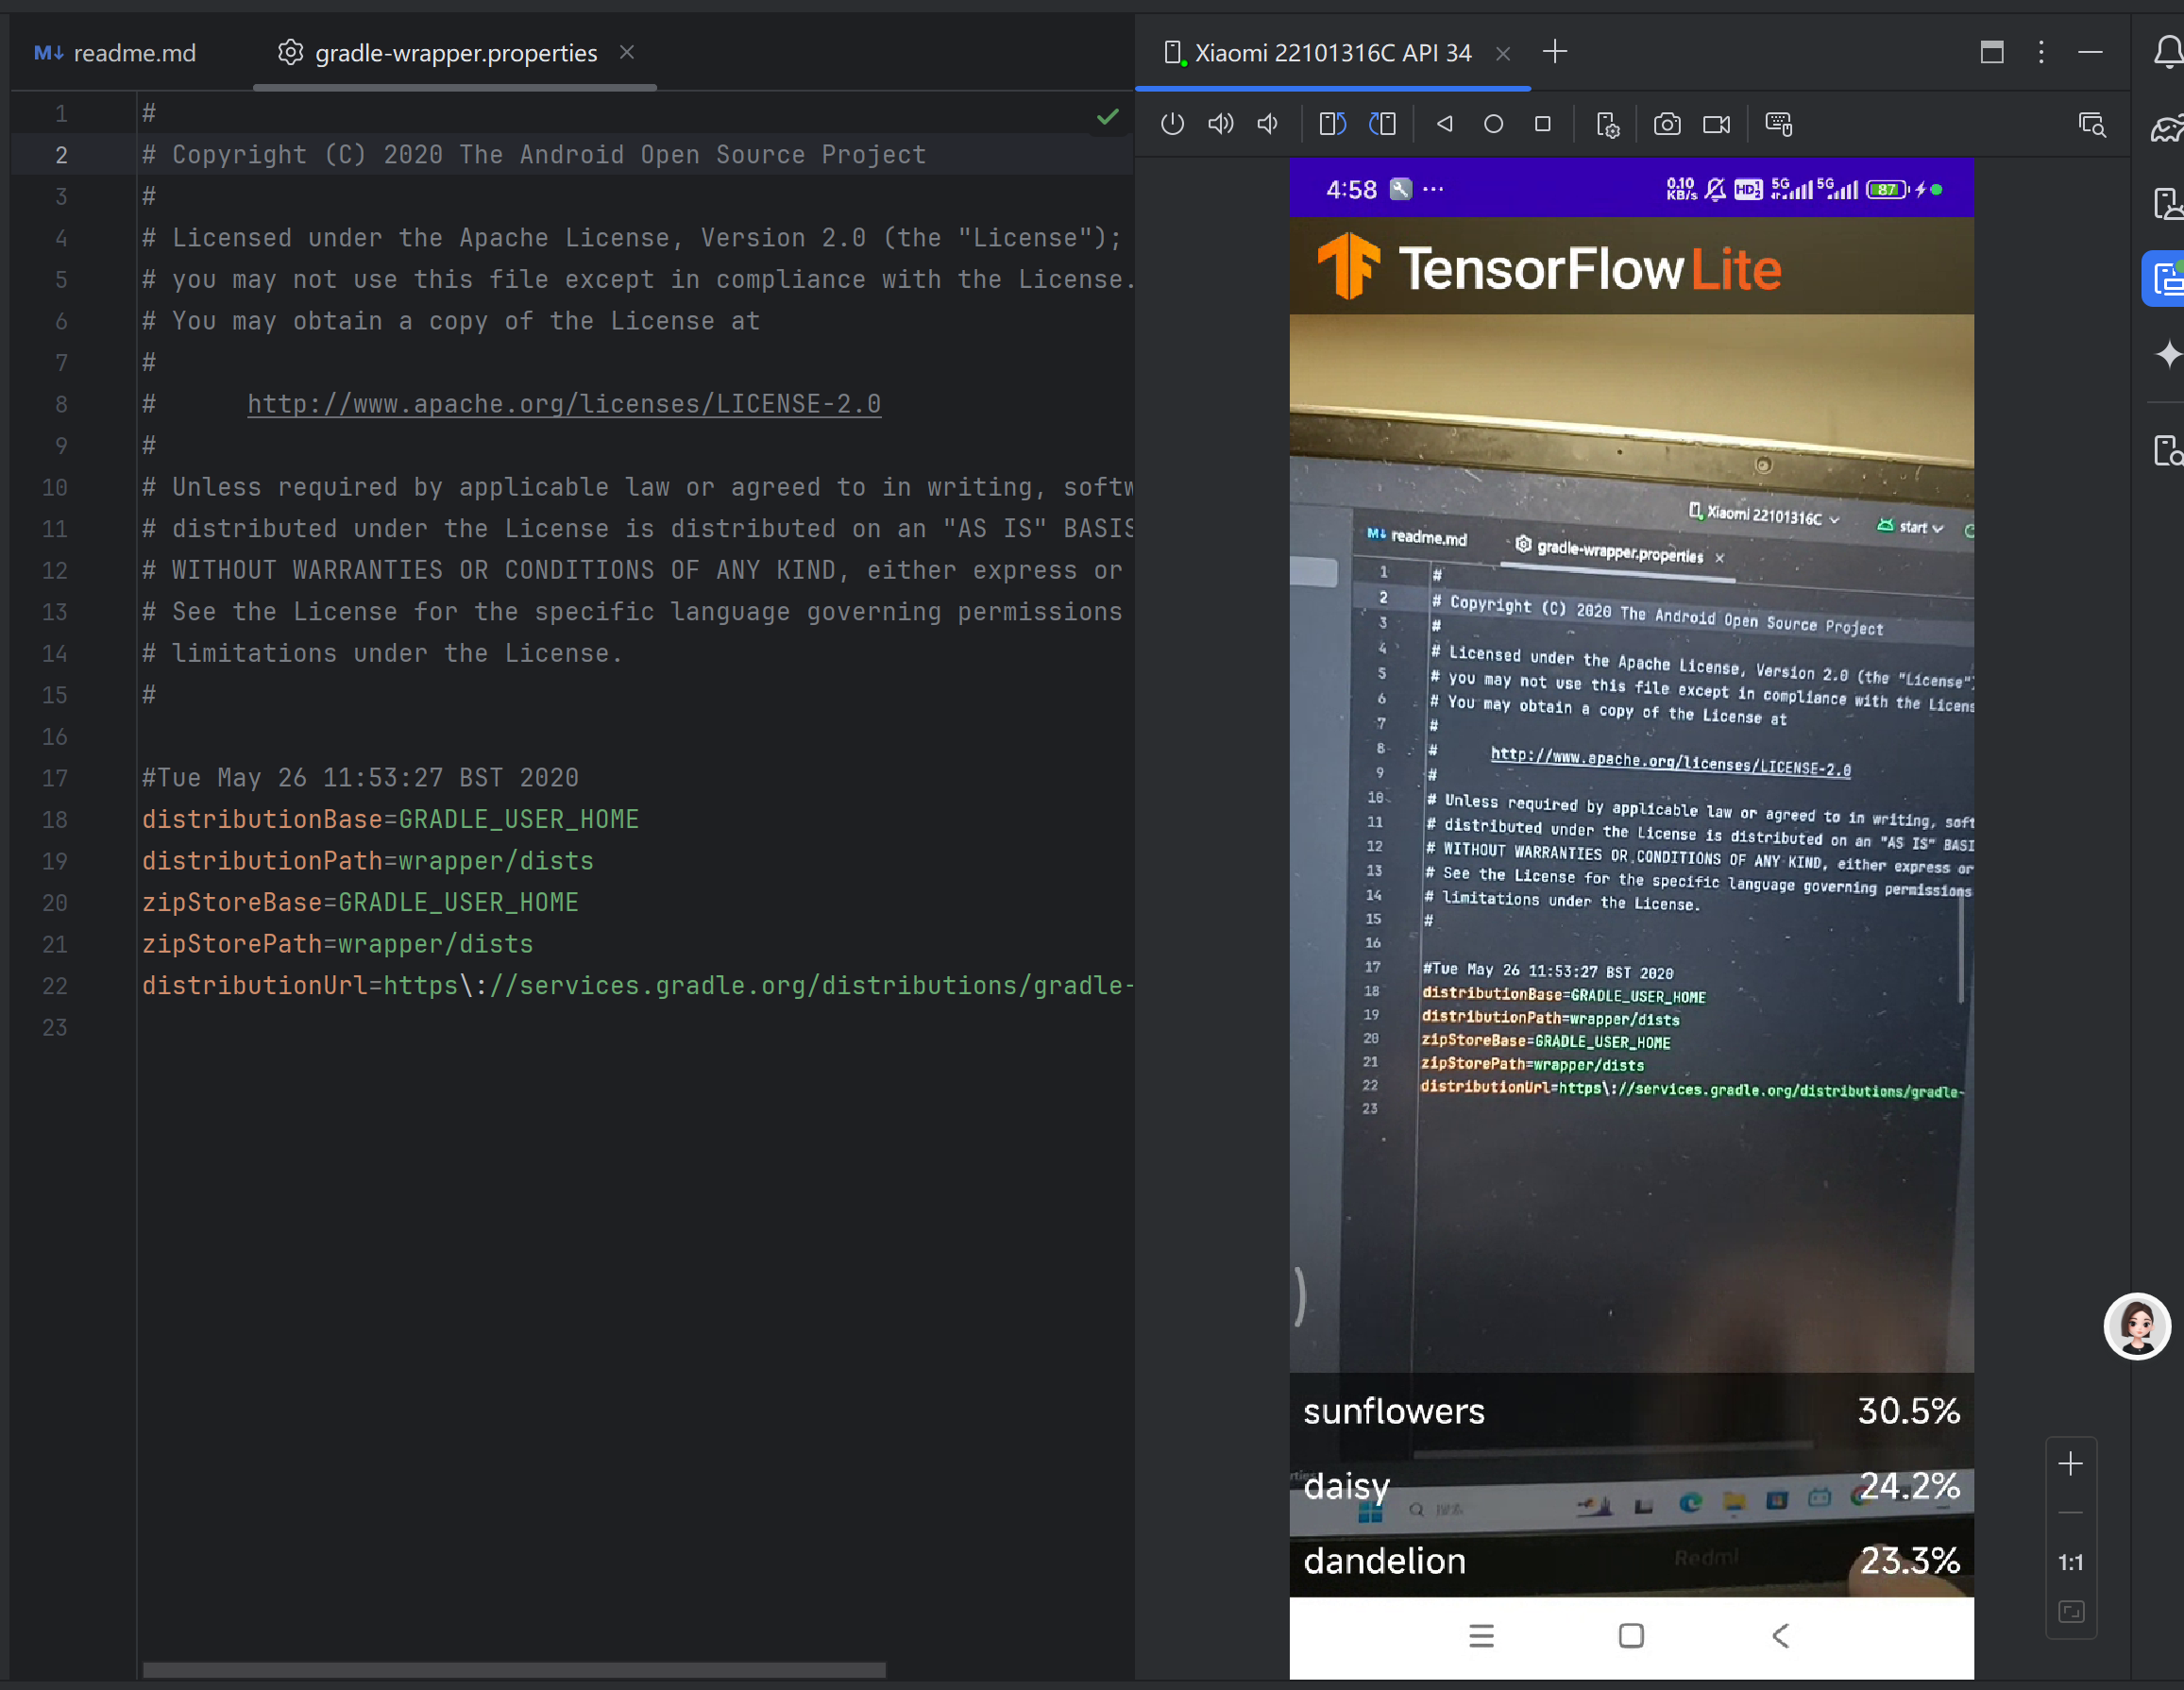 readme.md
gradle-wrapper.properties
Xiaomi 22101316C API 34
1 #
2 # Copyright (C) 2020 The Android Open Source Project
3 #
4 # Licensed under the Apache License, Version 2.0 (the "License");
5 # you may not use this file except in compliance with the License.
6 # You may obtain a copy of the License at
7 #
8 # http://www.apache.org/licenses/LICENSE-2.0
9 #
10 # Unless required by applicable law or agreed to in writing, softw
11 # distributed under the License is distributed on an "AS IS" BASIS
12 # WITHOUT WARRANTIES OR CONDITIONS OF ANY KIND, either express or
13 # See the License for the specific language governing permissions
14 # limitations under the License.
15 #
16
17 #Tue May 26 11:53:27 BST 2020
18 distributionBase=GRADLE_USER_HOME
19 distributionPath=wrapper/dists
20 zipStoreBase=GRADLE_USER_HOME
21 zipStorePath=wrapper/dists
22 distributionUrl=https\://services.gradle.org/distributions/gradle-
23
4:58 ... 0.10 KB/s HD 5G 5G 87
TensorFlow Lite
Xiaomi 22101316C start
readme.md gradle-wrapper.properties
1 #
2 # Copyright (C) 2020 The Android Open Source Project
3 #
4 # Licensed under the Apache License, Version 2.0 (the "License")
5 # you may not use this file except in compliance with the Licens
6 # You may obtain a copy of the License at
7 #
8 # http://www.apache.org/licenses/LICENSE-2.0
9 #
10 # Unless required by applicable law or agreed to in writing, soft
11 # distributed under the License is distributed on an "AS IS" BASI
12 # WITHOUT WARRANTIES OR CONDITIONS OF ANY KIND, either express or
13 # See the License for the specific language governing permissions
14 # limitations under the License.
15 #
16
17 #Tue May 26 11:53:27 BST 2020
18 distributionBase=GRADLE_USER_HOME
19 distributionPath=wrapper/dists
20 zipStoreBase=GRADLE_USER_HOME
21 zipStorePath=wrapper/dists
22 distributionUrl=https\://services.gradle.org/distributions/gradle-
23
sunflowers 30.5%
daisy 24.2%
搜索
Redmi
dandelion 23.3%
1:1